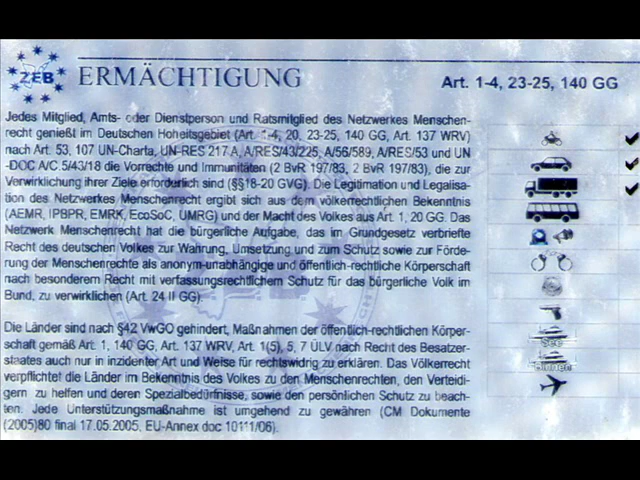 ZEB
ERMÄCHTIGUNG
Art. 1-4, 23-25, 140 GG
Jedes Mitglied, Amts- oder Dienstperson und Ratsmitglied des Netzwerkes Menschen-
recht genießt im Deutschen Hoheitsgebiet (Art. 1-4, 20, 23-25, 140 GG, Art. 137 WRV)
nach Art. 53, 107 UN-Charta, UN-RES 217 A, A/RES/43/225, A/56/589, A/RES/53 und UN
-DOC A/C.5/43/18 die Vorrechte und Immunitäten (2 BvR 197/83, 2 BvR 197/83), die zur
Verwirklichung ihrer Ziele erforderlich sind (§§18-20 GVG). Die Legitimation und Legalisa-
tion des Netzwerkes Menschenrecht ergibt sich aus dem völkerrechtlichen Bekenntnis
(AEMR, IPBPR, EMRK, EcoSoC, UMRG) und der Macht des Volkes aus Art. 1, 20 GG. Das
Netzwerk Menschenrecht hat die bürgerliche Aufgabe, das im Grundgesetz verbriefte
Recht des deutschen Volkes zur Wahrung, Umsetzung und zum Schutz sowie zur Förde-
rung der Menschenrechte als anonym-unabhängige und öffentlich-rechtliche Körperschaft
nach besonderem Recht mit verfassungsrechtlichem Schutz für das bürgerliche Volk im
Bund, zu verwirklichen (Art. 24 II GG).
Die Länder sind nach §42 VwGO gehindert, Maßnahmen der öffentlich-rechtlichen Körper-
schaft gemäß Art. 1, 140 GG, Art. 137 WRV, Art. 1(5), 5, 7 ÜLV nach Recht des Besatzer-
staates auch nur in inzidenter Art und Weise für rechtswidrig zu erklären. Das Völkerrecht
verpflichtet die Länder im Bekenntnis des Volkes zu den Menschenrechten, den Verteidi-
gern zu helfen und deren Spezialbedürfnisse, sowie den persönlichen Schutz zu beach-
ten. Jede Unterstützungsmaßnahme ist umgehend zu gewähren (CM Dokumente
(2005)80 final 17.05.2005, EU-Annex doc 10111/06).
See
Binnen